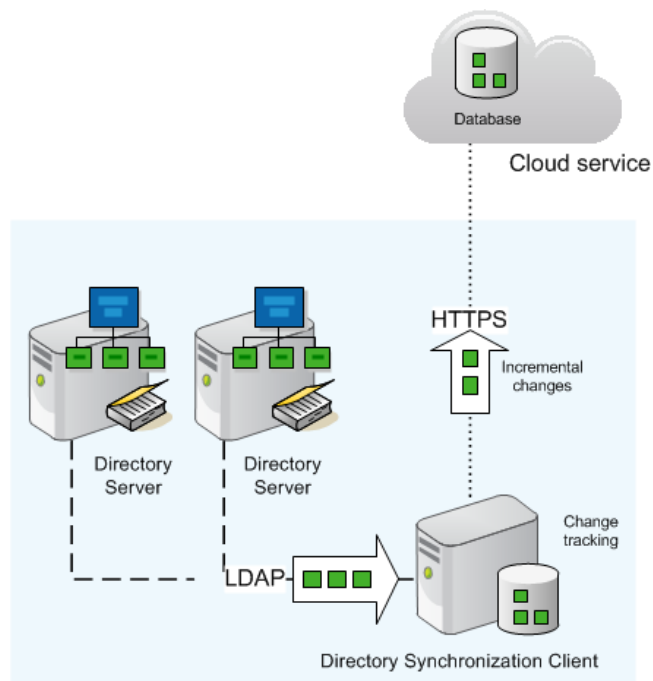 Database
Cloud service
HTTPS
Incremental
changes
Directory
Server
Directory
Server
Change
tracking
LDAP
Directory Synchronization Client